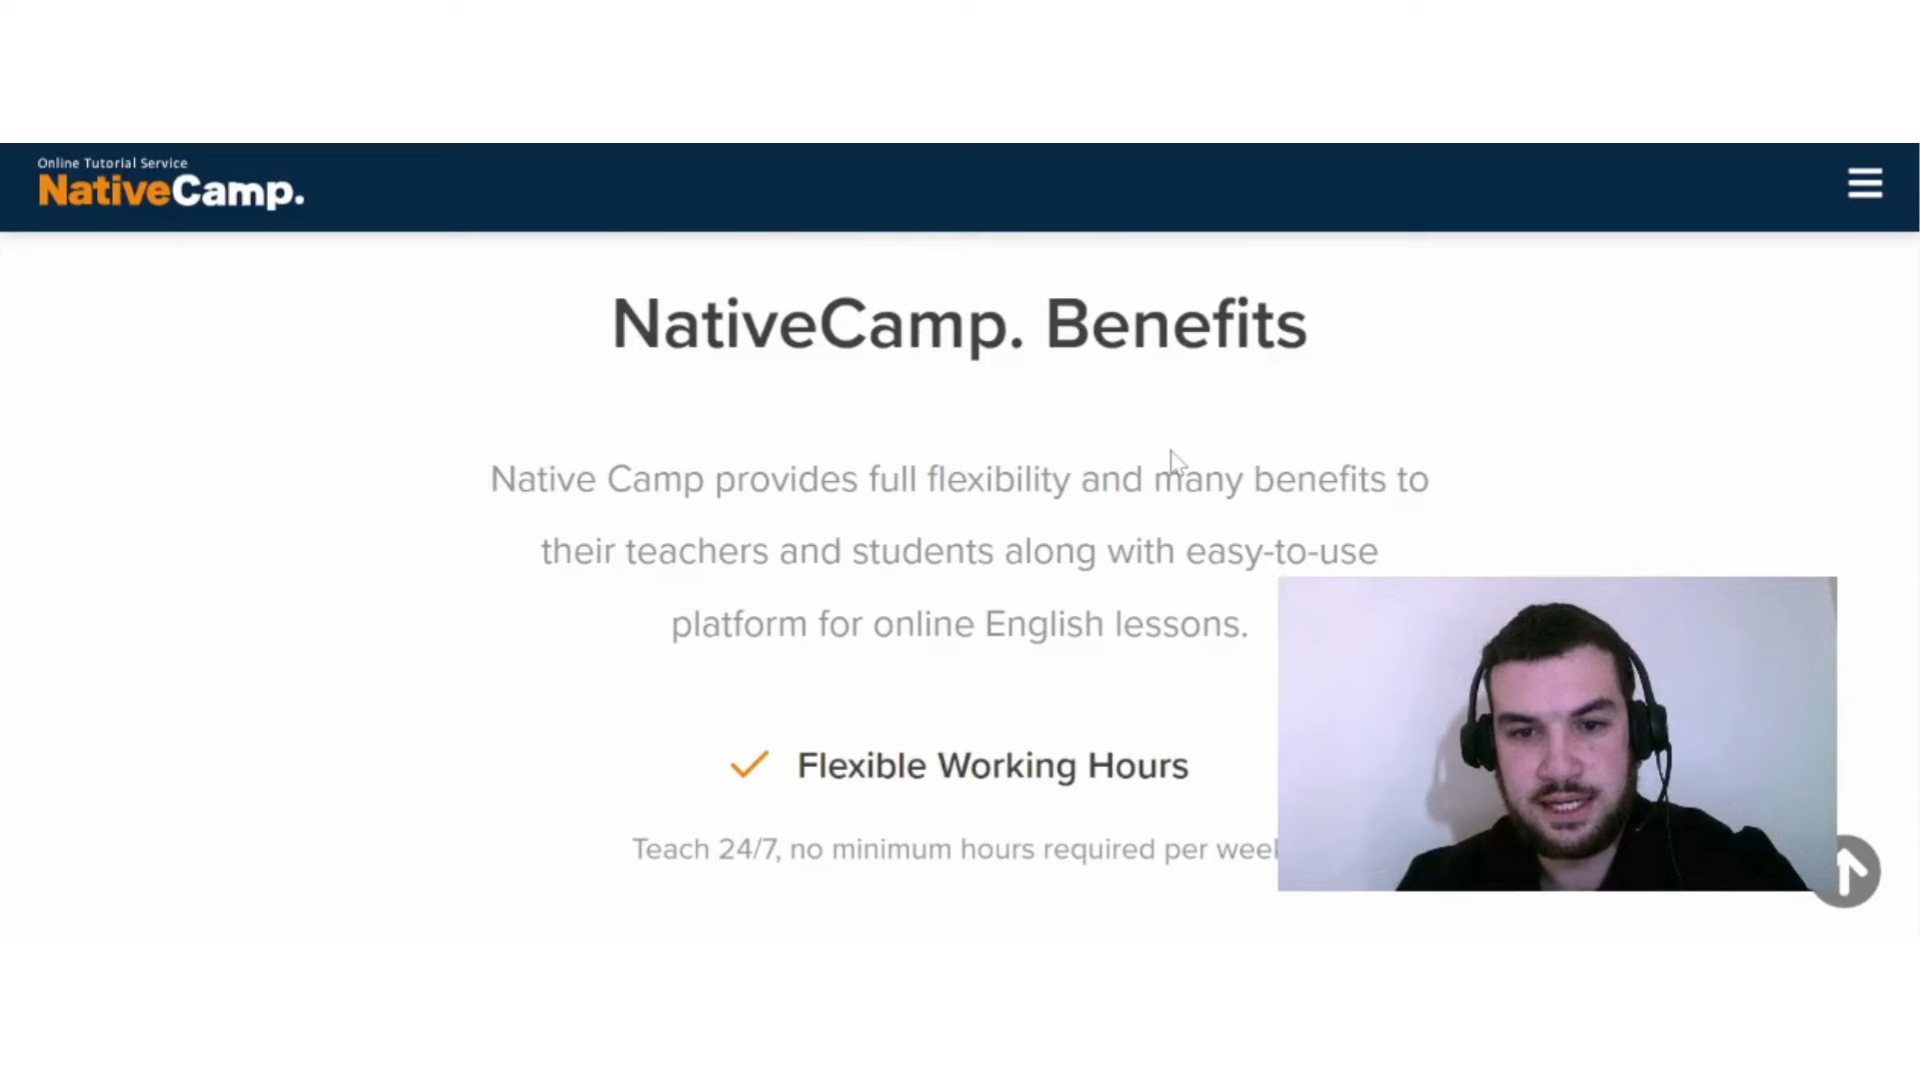 Online Tutorial Service
NativeCamp.
NativeCamp. Benefits
Native Camp provides full flexibility and many benefits to
their teachers and students along with easy-to-use
platform for online English lessons.
Flexible Working Hours
Teach 24/7, no minimum hours required per